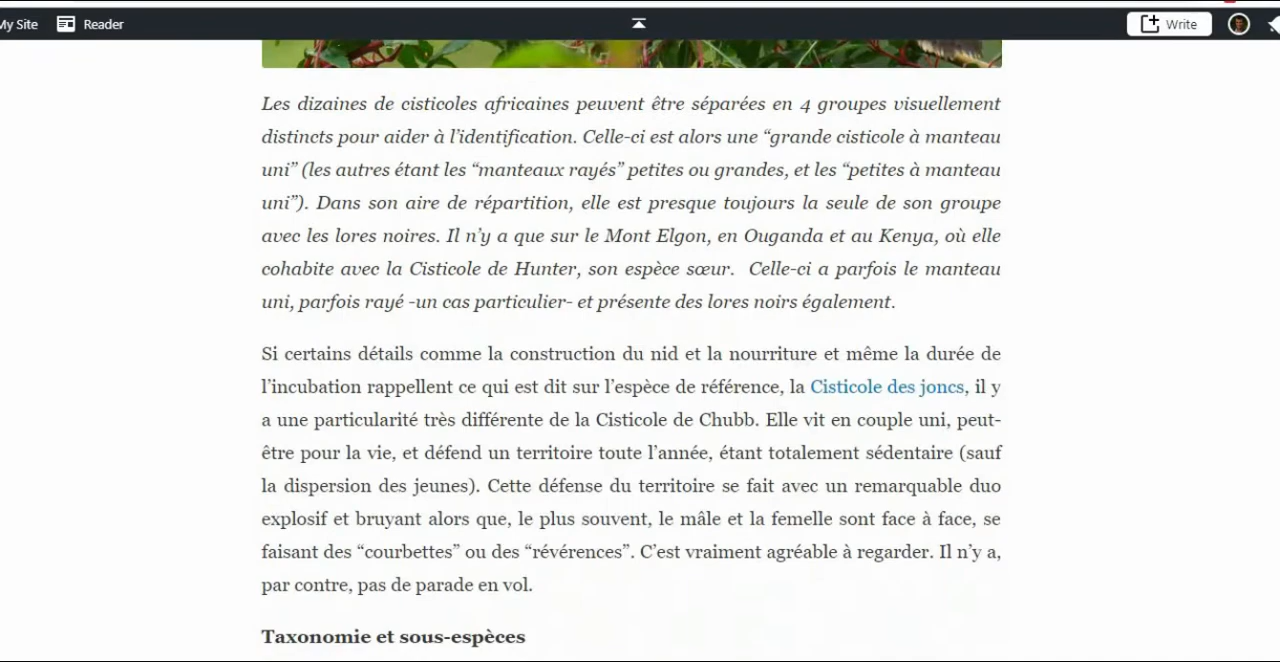 My Site Reader Write
Les dizaines de cisticoles africaines peuvent être séparées en 4 groupes visuellement
distincts pour aider à l’identification. Celle-ci est alors une “grande cisticole à manteau
uni” (les autres étant les “manteaux rayés” petites ou grandes, et les “petites à manteau
uni”). Dans son aire de répartition, elle est presque toujours la seule de son groupe
avec les lores noires. Il n’y a que sur le Mont Elgon, en Ouganda et au Kenya, où elle
cohabite avec la Cisticole de Hunter, son espèce sœur.  Celle-ci a parfois le manteau
uni, parfois rayé -un cas particulier- et présente des lores noirs également.
Si certains détails comme la construction du nid et la nourriture et même la durée de
l’incubation rappellent ce qui est dit sur l’espèce de référence, la Cisticole des joncs, il y
a une particularité très différente de la Cisticole de Chubb. Elle vit en couple uni, peut-
être pour la vie, et défend un territoire toute l’année, étant totalement sédentaire (sauf
la dispersion des jeunes). Cette défense du territoire se fait avec un remarquable duo
explosif et bruyant alors que, le plus souvent, le mâle et la femelle sont face à face, se
faisant des “courbettes” ou des “révérences”. C’est vraiment agréable à regarder. Il n’y a,
par contre, pas de parade en vol.
Taxonomie et sous-espèces